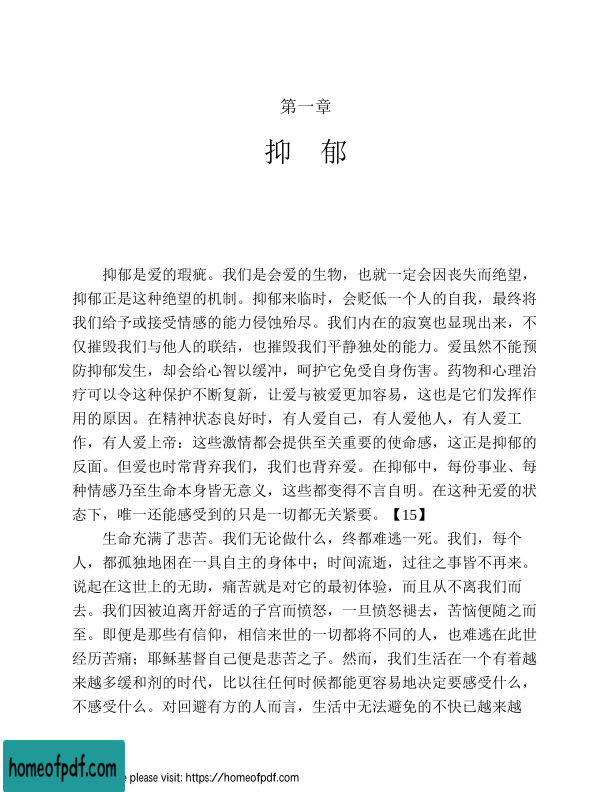 第一章
抑 郁
抑郁是爱的瑕疵。我们是会爱的生物，也就一定会因丧失而绝望，
抑郁正是这种绝望的机制。抑郁来临时，会贬低一个人的自我，最终将
我们给予或接受情感的能力侵蚀殆尽。我们内在的寂寞也显现出来，不
仅摧毁我们与他人的联结，也摧毁我们平静独处的能力。爱虽然不能预
防抑郁发生，却会给心智以缓冲，呵护它免受自身伤害。药物和心理治
疗可以令这种保护不断复新，让爱与被爱更加容易，这也是它们发挥作
用的原因。在精神状态良好时，有人爱自己，有人爱他人，有人爱工
作，有人爱上帝：这些激情都会提供至关重要的使命感，这正是抑郁的
反面。但爱也时常背弃我们，我们也背弃爱。在抑郁中，每份事业、每
种情感乃至生命本身皆无意义，这些都变得不言自明。在这种无爱的状
态下，唯一还能感受到的只是一切都无关紧要。【15】
生命充满了悲苦。我们无论做什么，终都难逃一死。我们，每个
人，都孤独地困在一具自主的身体中；时间流逝，过往之事皆不再来。
说起在这世上的无助，痛苦就是对它的最初体验，而且从不离我们而
去。我们因被迫离开舒适的子宫而愤怒，一旦愤怒褪去，苦恼便随之而
至。即便是那些有信仰，相信来世的一切都将不同的人，也难逃在此世
经历苦痛；耶稣基督自己便是悲苦之子。然而，我们生活在一个有着越
来越多缓和剂的时代，比以往任何时候都能更容易地决定要感受什么，
不感受什么。对回避有方的人而言，生活中无法避免的不快已越来越
homeofpdf.com
e please visit: https://homeofpdf.com